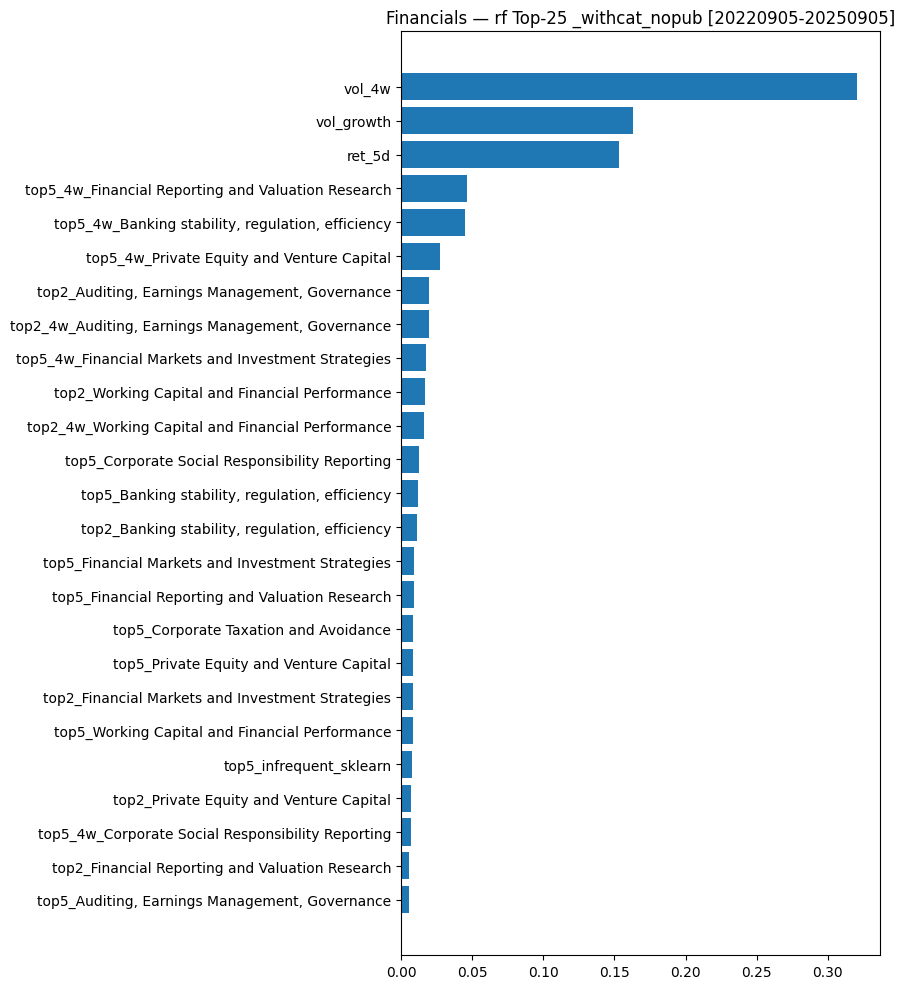 Financials — rf Top-25 _withcat_nopub [20220905-20250905]
vol_4w
vol_growth
ret_5d
top5_4w_Financial Reporting and Valuation Research
top5_4w_Banking stability, regulation, efficiency
top5_4w_Private Equity and Venture Capital
top2_Auditing, Earnings Management, Governance
top2_4w_Auditing, Earnings Management, Governance
top5_4w_Financial Markets and Investment Strategies
top2_Working Capital and Financial Performance
top2_4w_Working Capital and Financial Performance
top5_Corporate Social Responsibility Reporting
top5_Banking stability, regulation, efficiency
top2_Banking stability, regulation, efficiency
top5_Financial Markets and Investment Strategies
top5_Financial Reporting and Valuation Research
top5_Corporate Taxation and Avoidance
top5_Private Equity and Venture Capital
top2_Financial Markets and Investment Strategies
top5_Working Capital and Financial Performance
top5_infrequent_sklearn
top2_Private Equity and Venture Capital
top5_4w_Corporate Social Responsibility Reporting
top2_Financial Reporting and Valuation Research
top5_Auditing, Earnings Management, Governance
0.00 0.05 0.10 0.15 0.20 0.25 0.30